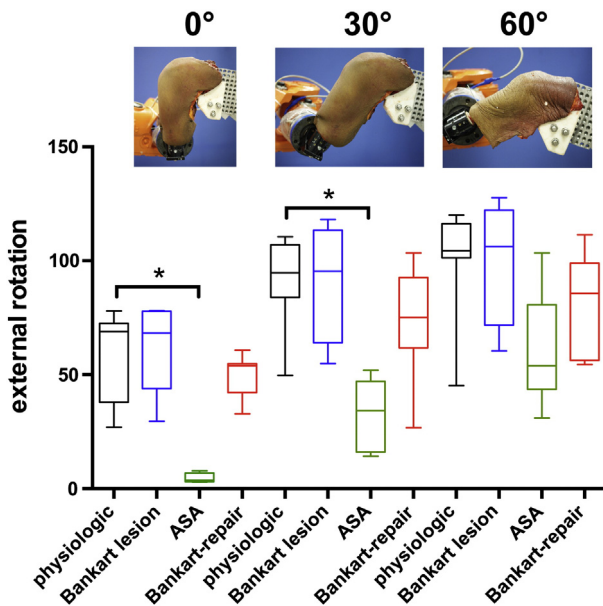 0° 30° 60°
150
100
50
0
external rotation
*
*
physiologic
Bankart lesion
ASA
Bankart-repair
physiologic
Bankart lesion
ASA
Bankart-repair
physiologic
Bankart lesion
ASA
Bankart-repair